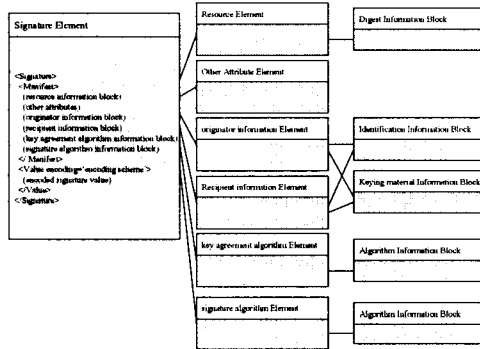 Signature Element
<Signature>
<Manifest>
(resource information block)
(other attributes)
(originator information block)
(recipient information block)
(key agreement algorithm information block)
(signature algorithm information block)
</ Manifest>
<Value encoding='encoding scheme'>
(encoded signature value)
</Value>
</Signature>
Resource Element
Other Attribute Element
originator information Element
Recipient information Element
key agreement algorithm Element
signature algorithm Element
Digest Information Block
Identification Information Block
Keying material Information Block
Algorithm Information Block
Algorithm Information Block